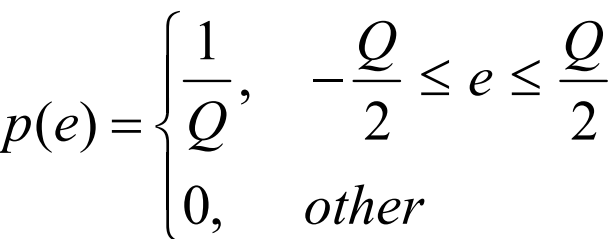 p(e) = { 1/Q, -Q/2 ≤ e ≤ Q/2
0, other